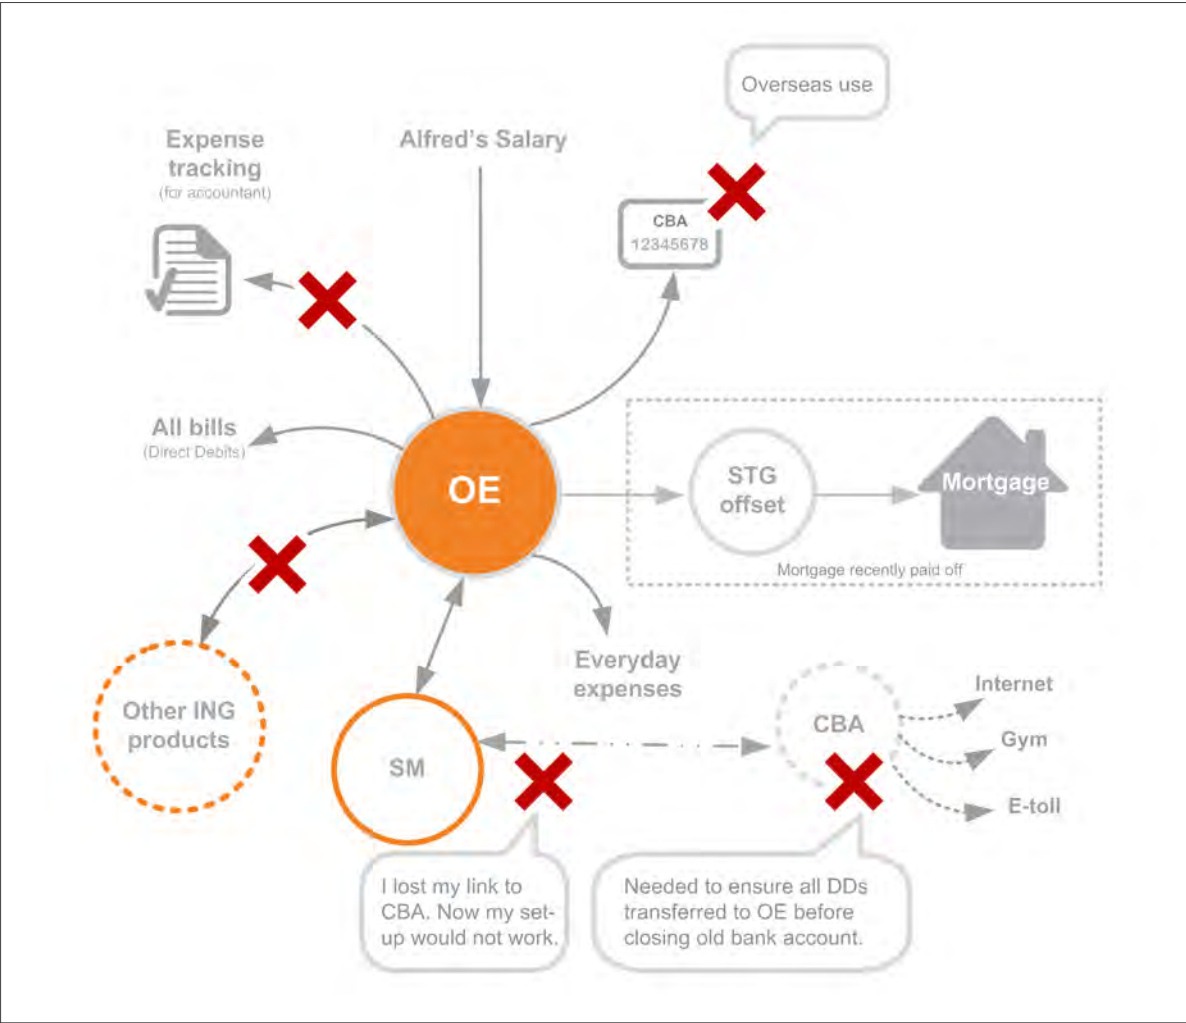 Overseas use
Expense
tracking
(for accountant)
Alfred's Salary
CBA
12345678
All bills
(Direct Debits)
OE
STG
offset
Mortgage
Mortgage recently paid off
Everyday
expenses
Other ING
products
SM
CBA
Internet
Gym
E-toll
I lost my link to
CBA. Now my set-
up would not work.
Needed to ensure all DDs
transferred to OE before
closing old bank account.